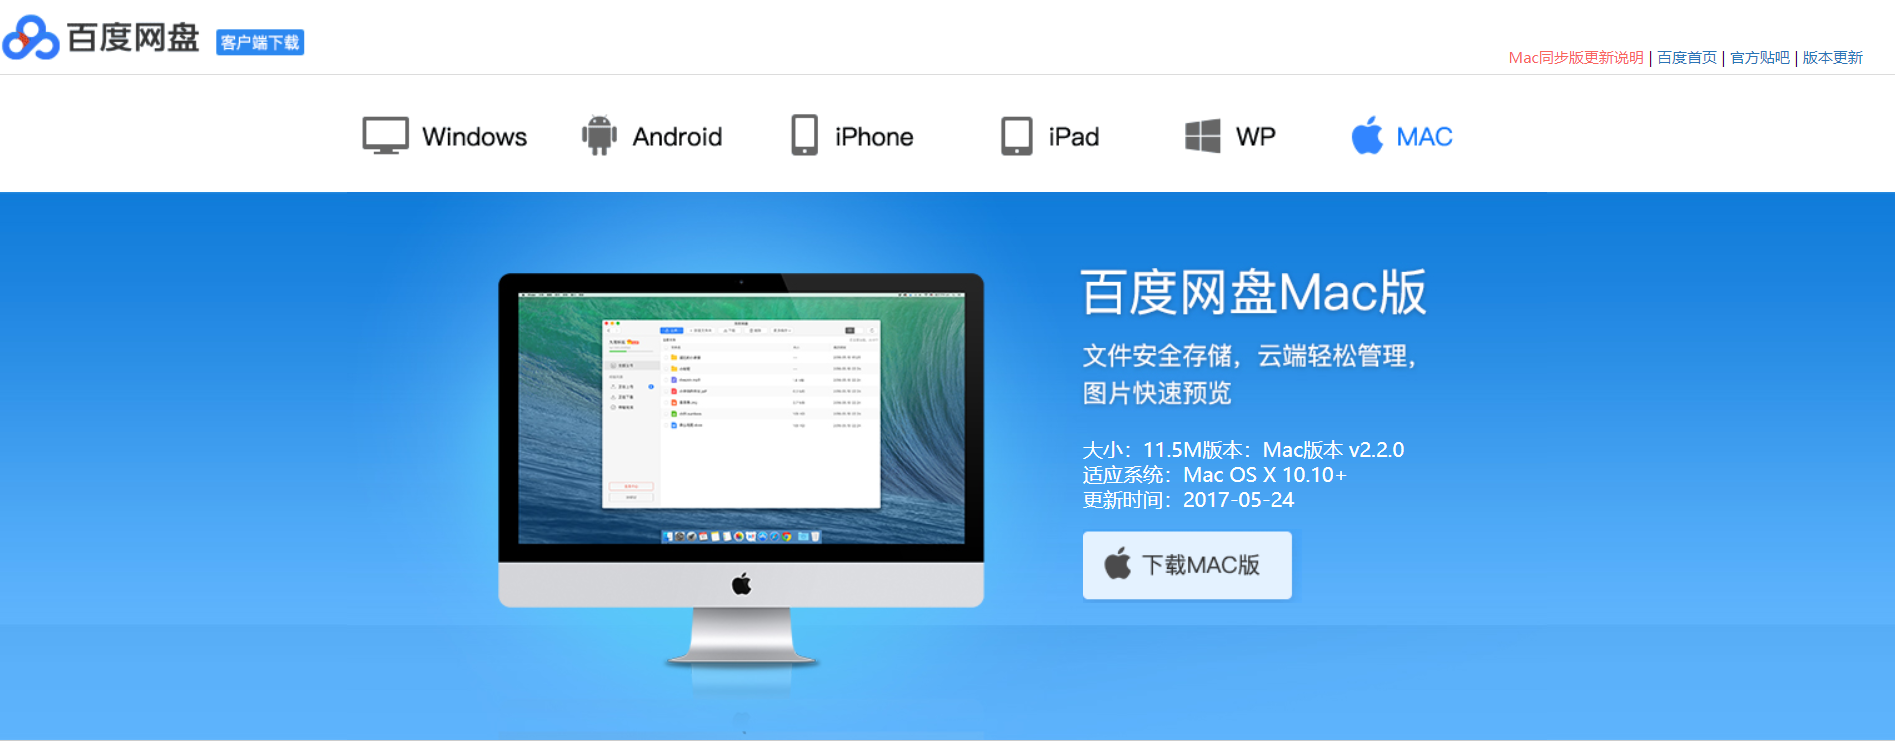 百度网盘 客户端下载
Mac同步版更新说明 | 百度首页 | 官方贴吧 | 版本更新
Windows Android iPhone iPad WP MAC
百度网盘Mac版
文件安全存储，云端轻松管理，
图片快速预览
大小：11.5M版本：Mac版本 v2.2.0
适应系统：Mac OS X 10.10+
更新时间：2017-05-24
下载MAC版